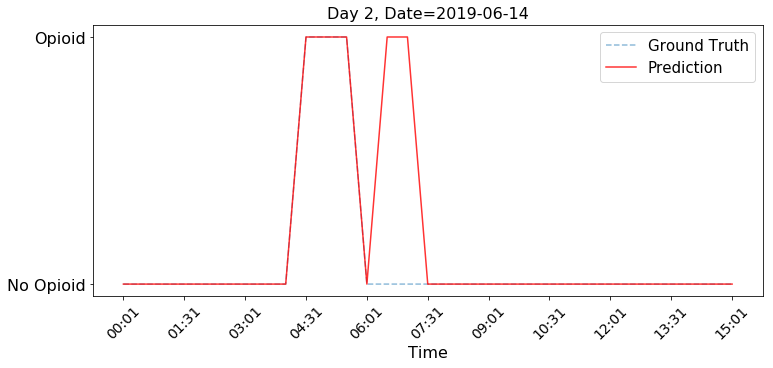 Day 2, Date=2019-06-14
Opioid
No Opioid
Ground Truth
Prediction
00:01
01:31
03:01
04:31
06:01
07:31
09:01
10:31
12:01
13:31
15:01
Time